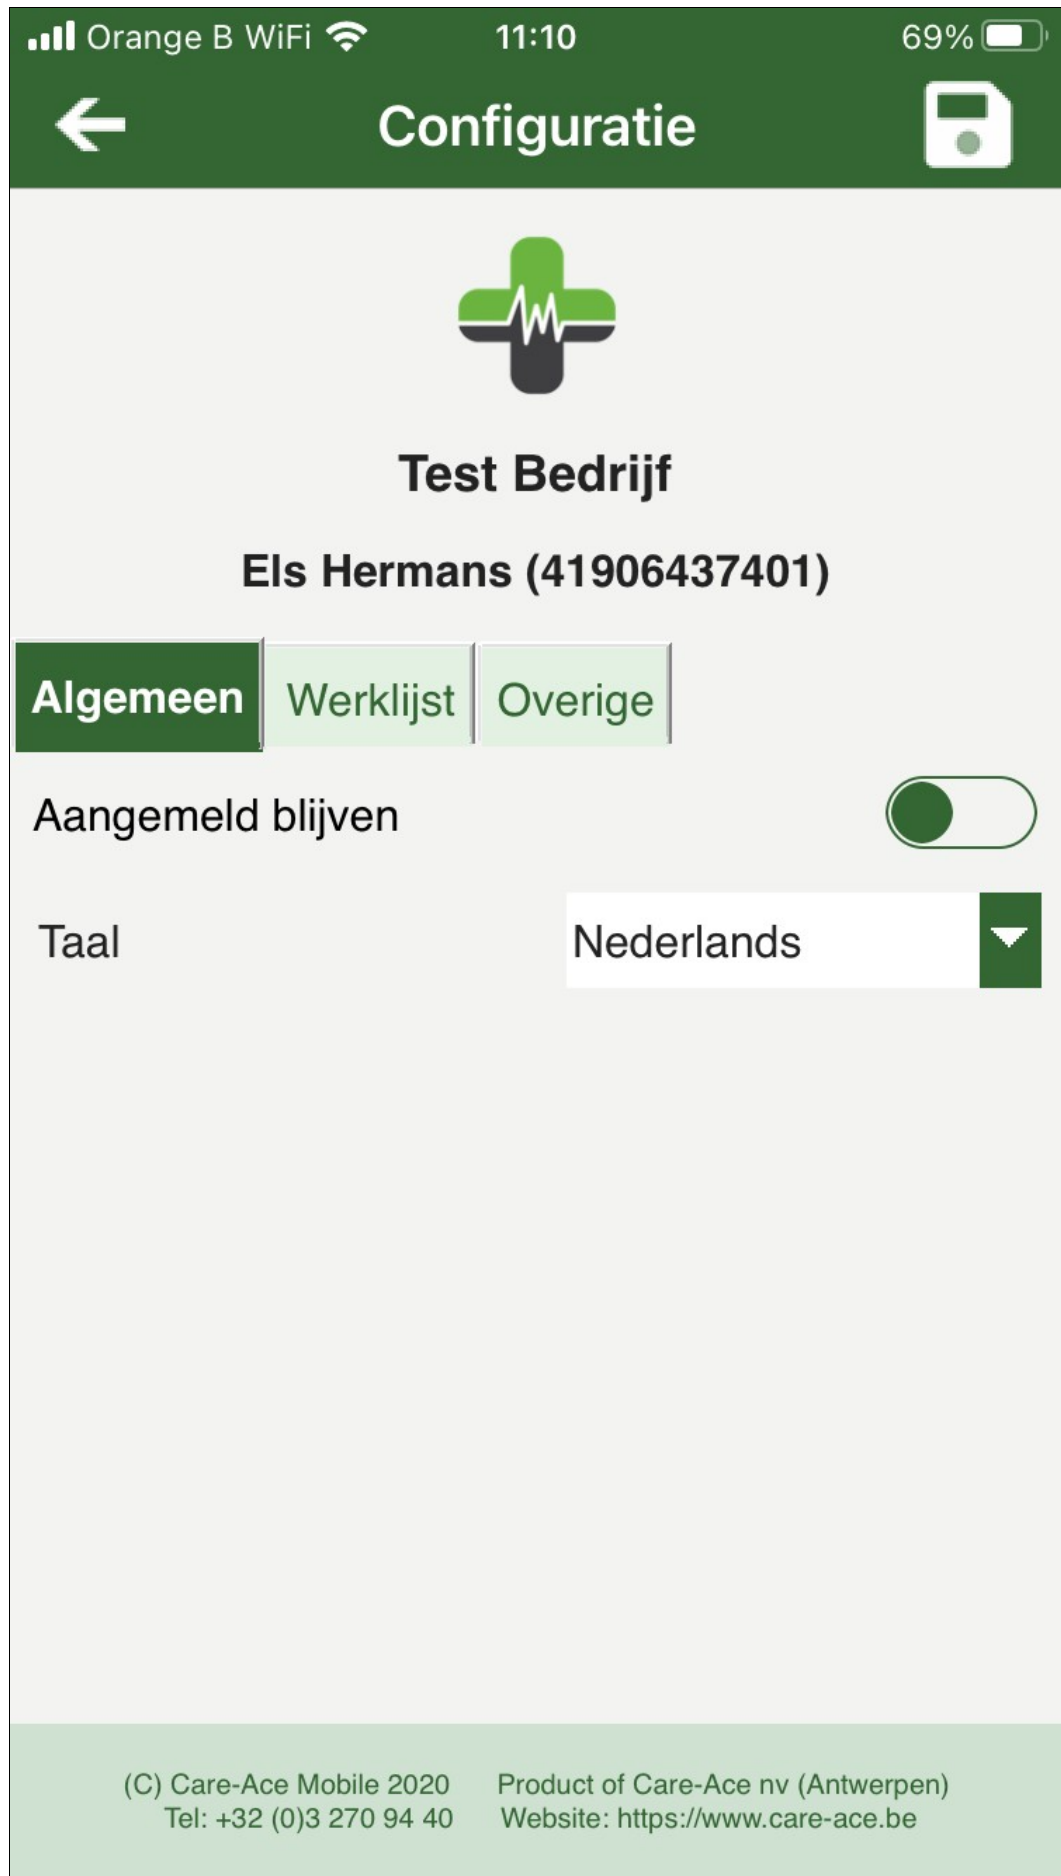 Orange B WiFi 11:10 69%
Configuratie
Test Bedrijf
Els Hermans (41906437401)
Algemeen Werklijst Overige
Aangemeld blijven
Taal Nederlands
(C) Care-Ace Mobile 2020 Product of Care-Ace nv (Antwerpen)
Tel: +32 (0)3 270 94 40 Website: https://www.care-ace.be